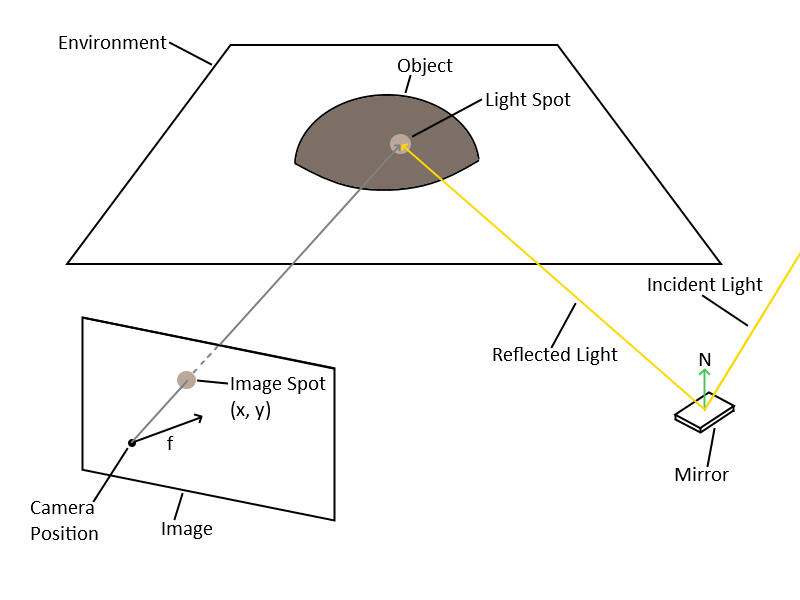 Environment
Object
Light Spot
Incident Light
Reflected Light
N
Image Spot
(x, y)
f
Mirror
Camera
Position
Image